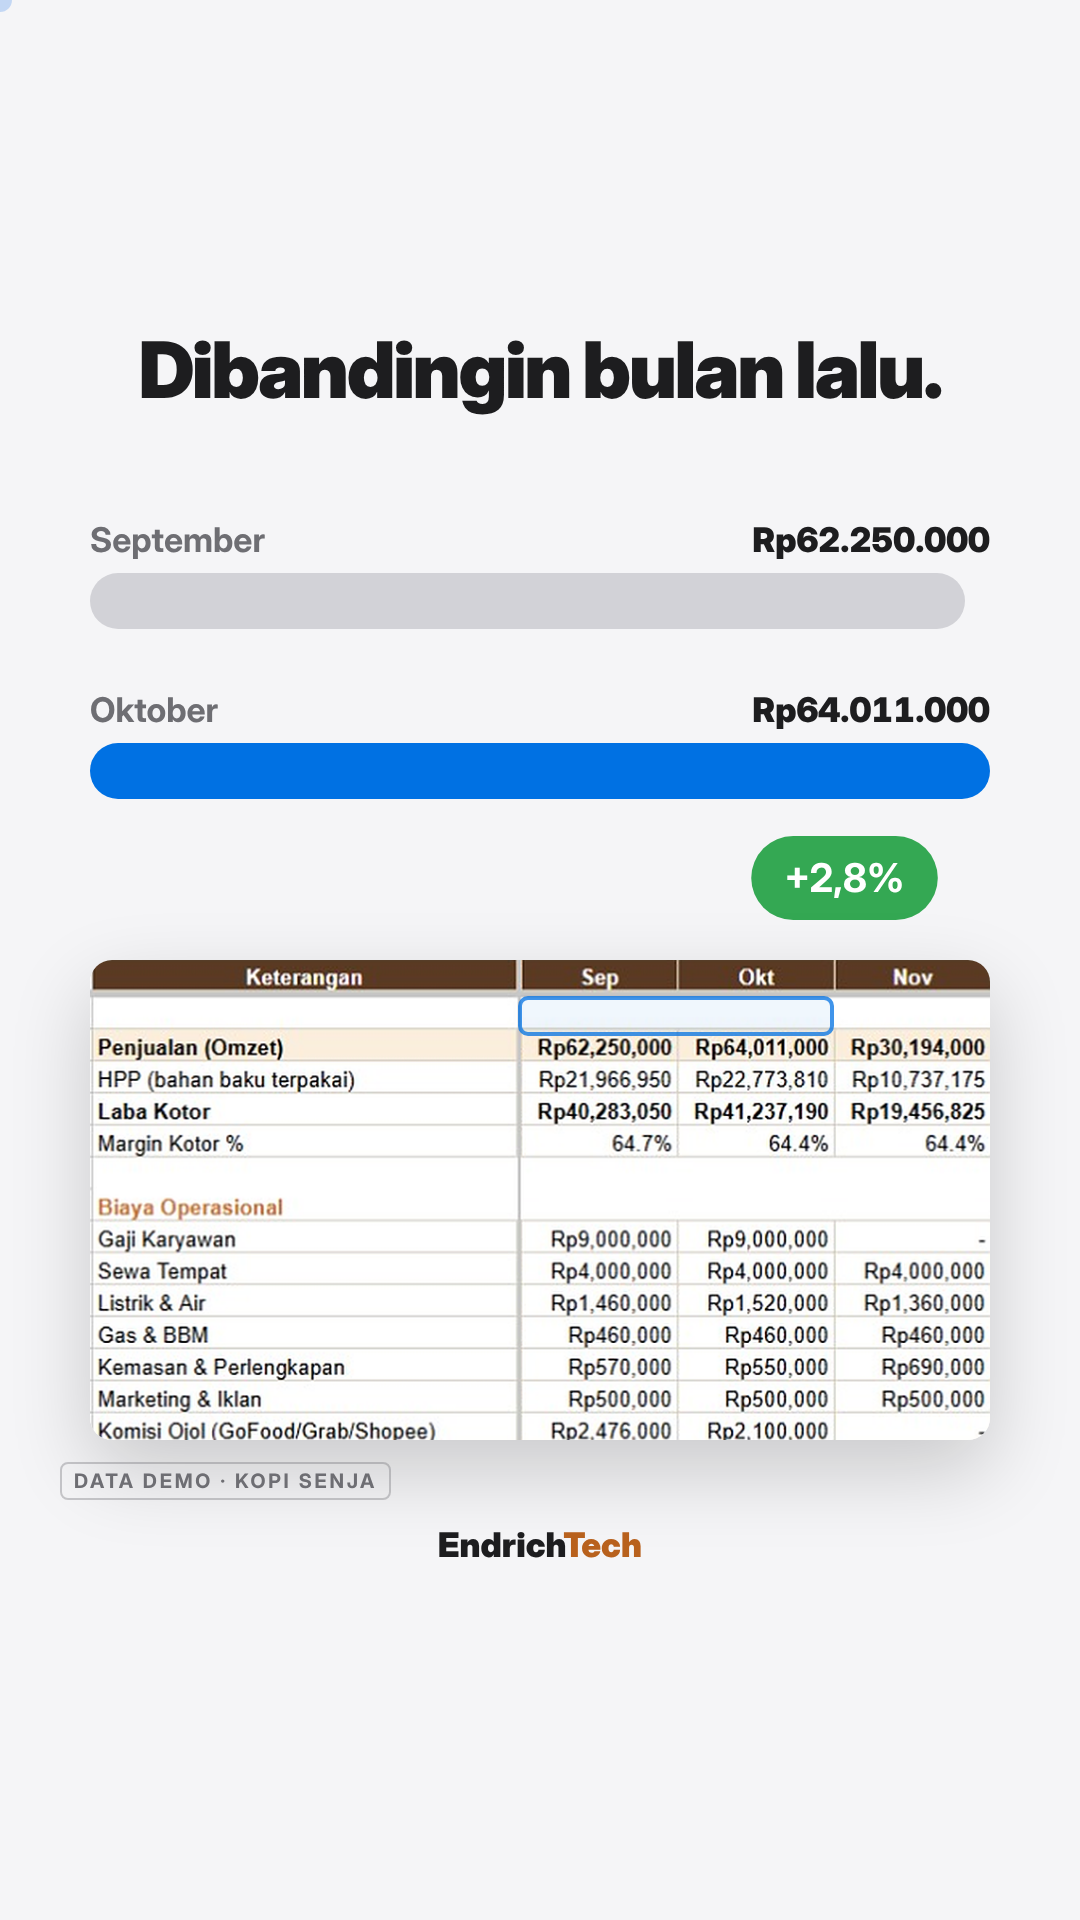 Dibandingin bulan lalu.
September Rp62.250.000
Oktober Rp64.011.000
+2,8%
Keterangan Sep Okt Nov
Penjualan (Omzet) Rp62,250,000 Rp64,011,000 Rp30,194,000
HPP (bahan baku terpakai) Rp21,966,950 Rp22,773,810 Rp10,737,175
Laba Kotor Rp40,283,050 Rp41,237,190 Rp19,456,825
Margin Kotor % 64.7% 64.4% 64.4%
Biaya Operasional
Gaji Karyawan Rp9,000,000 Rp9,000,000 -
Sewa Tempat Rp4,000,000 Rp4,000,000 Rp4,000,000
Listrik & Air Rp1,460,000 Rp1,520,000 Rp1,360,000
Gas & BBM Rp460,000 Rp460,000 Rp460,000
Kemasan & Perlengkapan Rp570,000 Rp550,000 Rp690,000
Marketing & Iklan Rp500,000 Rp500,000 Rp500,000
Komisi Ojol (GoFood/Grab/Shopee) Rp2,476,000 Rp2,100,000 -
DATA DEMO · KOPI SENJA
EndrichTech